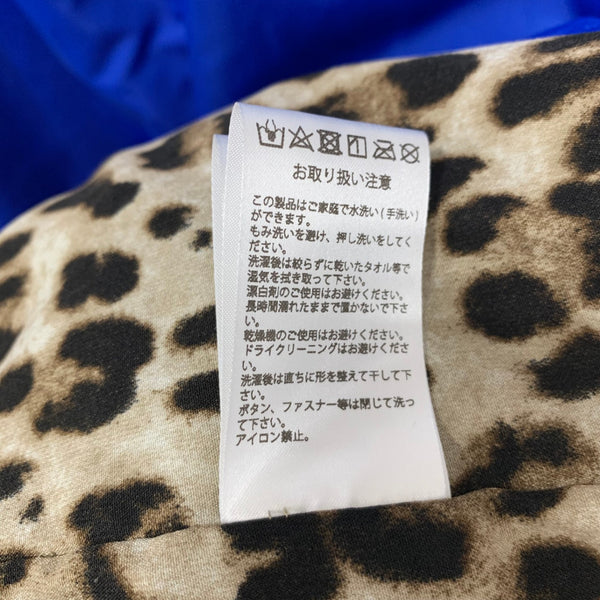 お取り扱い注意
この製品はご家庭で水洗い(手洗い)
ができます。
もみ洗いを避け、押し洗いをしてく
ださい。
洗濯後は絞らずに乾いたタオル等で
湿気を拭き取って下さい。
漂白剤のご使用はお避けください。
長時間濡れたままで置かないで下さ
い。
乾燥機のご使用はお避けください。
ドライクリーニングはお避けくださ
い。
洗濯後は直ちに形を整えて干して下
さい。
ボタン、ファスナー等は閉じて洗っ
て下さい。
アイロン禁止。